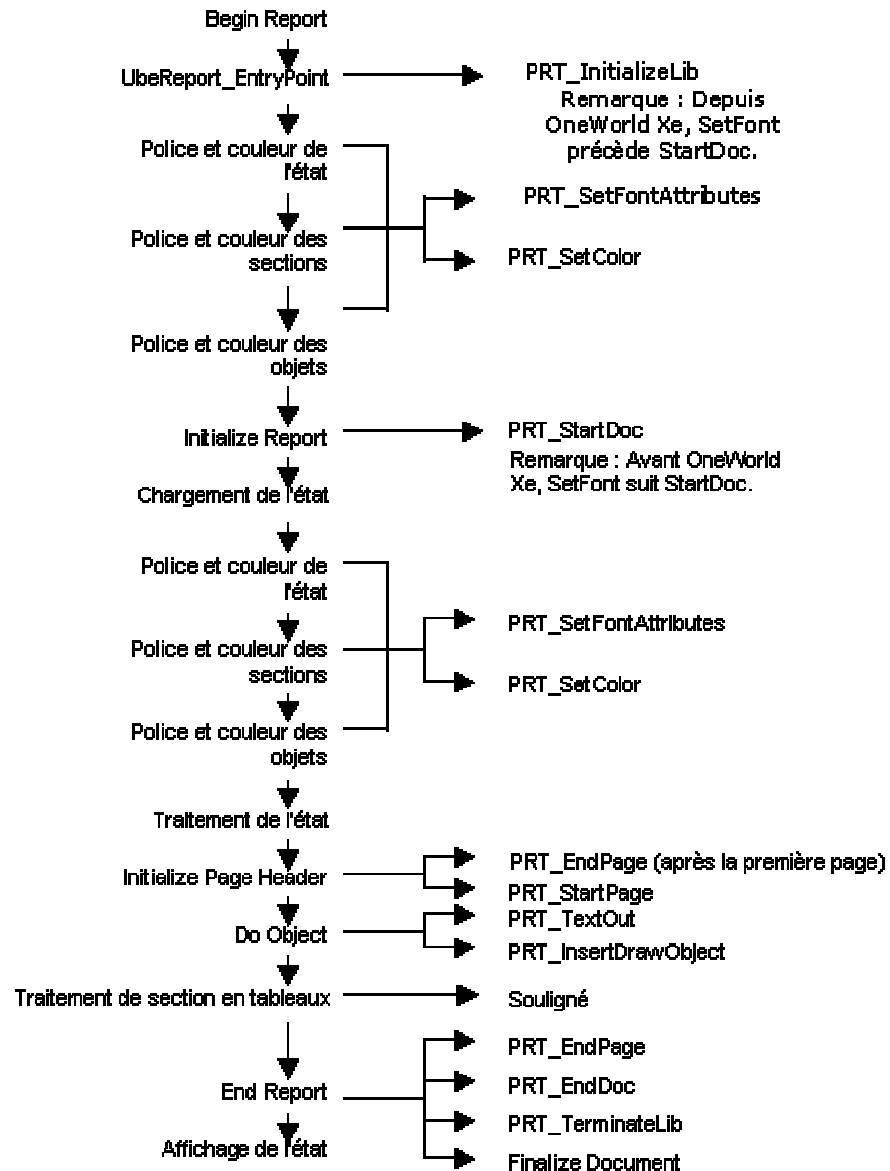 Begin Report
UbeReport_EntryPoint
PRT_InitializeLib
Remarque : Depuis
OneWorld Xe, SetFont
précède StartDoc.
Police et couleur de
l'état
PRT_SetFontAttributes
Police et couleur des
sections
PRT_SetColor
Police et couleur des
objets
Initialize Report
PRT_StartDoc
Remarque : Avant OneWorld
Xe, SetFont suit StartDoc.
Chargement de l'état
Police et couleur de
l'état
PRT_SetFontAttributes
Police et couleur des
sections
PRT_SetColor
Police et couleur des
objets
Traitement de l'état
Initialize Page Header
PRT_EndPage (après la première page)
PRT_StartPage
Do Object
PRT_TextOut
PRT_InsertDrawObject
Traitement de section en tableaux
Souligné
End Report
PRT_EndPage
PRT_EndDoc
PRT_TerminateLib
Affichage de l'état
Finalize Document